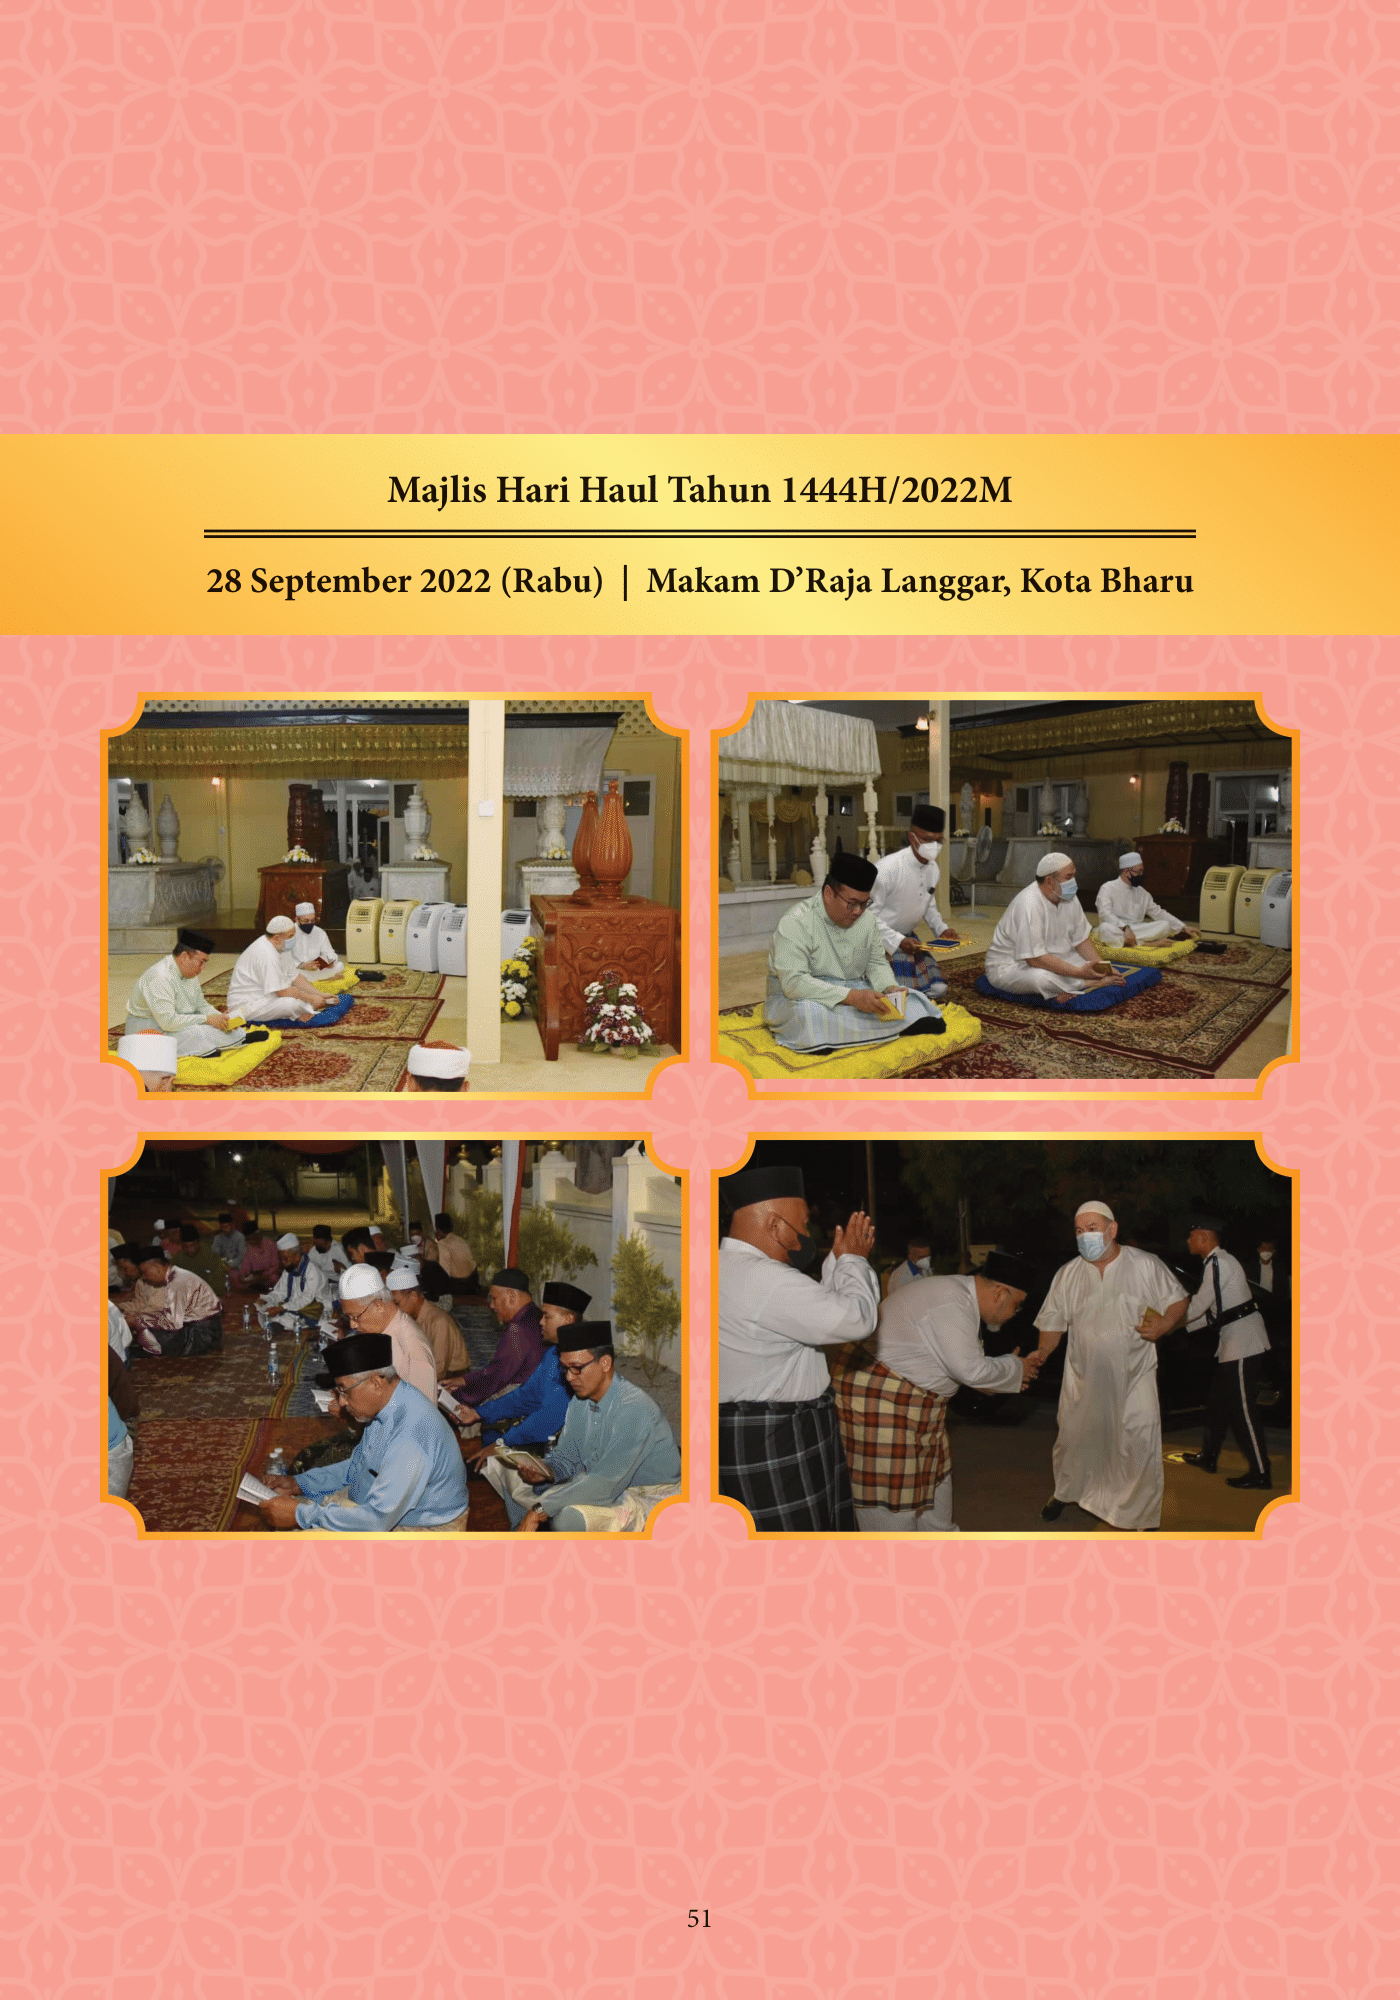 Majlis Hari Haul Tahun 1444H/2022M
28 September 2022 (Rabu) | Makam D’Raja Langgar, Kota Bharu
51